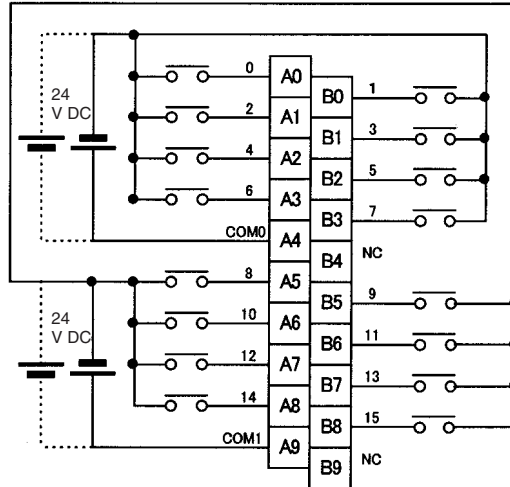 0 A0
B0 1
24 V DC
2 A1
B1 3
4 A2
B2 5
6 A3
B3 7
COM0 A4
B4 NC
8 A5
B5 9
24 V DC
10 A6
B6 11
12 A7
B7 13
14 A8
B8 15
COM1 A9
B9 NC